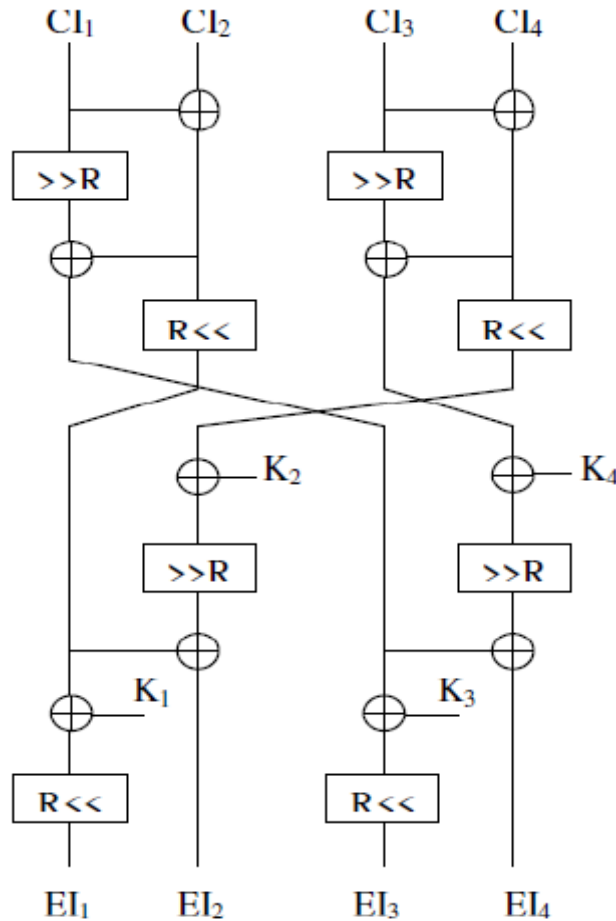 CI₁ CI₂ CI₃ CI₄
>>R >>R
R<< R<<
K₂ K₄
>>R >>R
K₁ K₃
R<< R<<
EI₁ EI₂ EI₃ EI₄